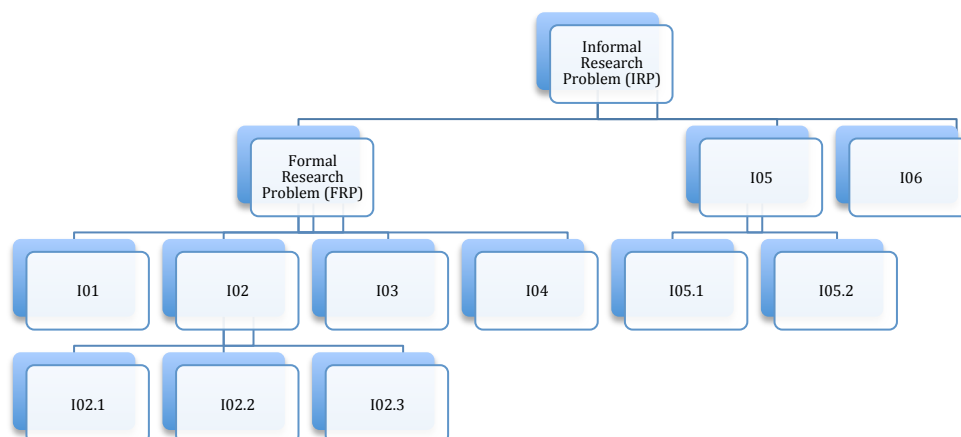 Informal
Research
Problem (IRP)
Formal
Research
Problem (FRP)
I05
I06
I01
I02
I03
I04
I05.1
I05.2
I02.1
I02.2
I02.3